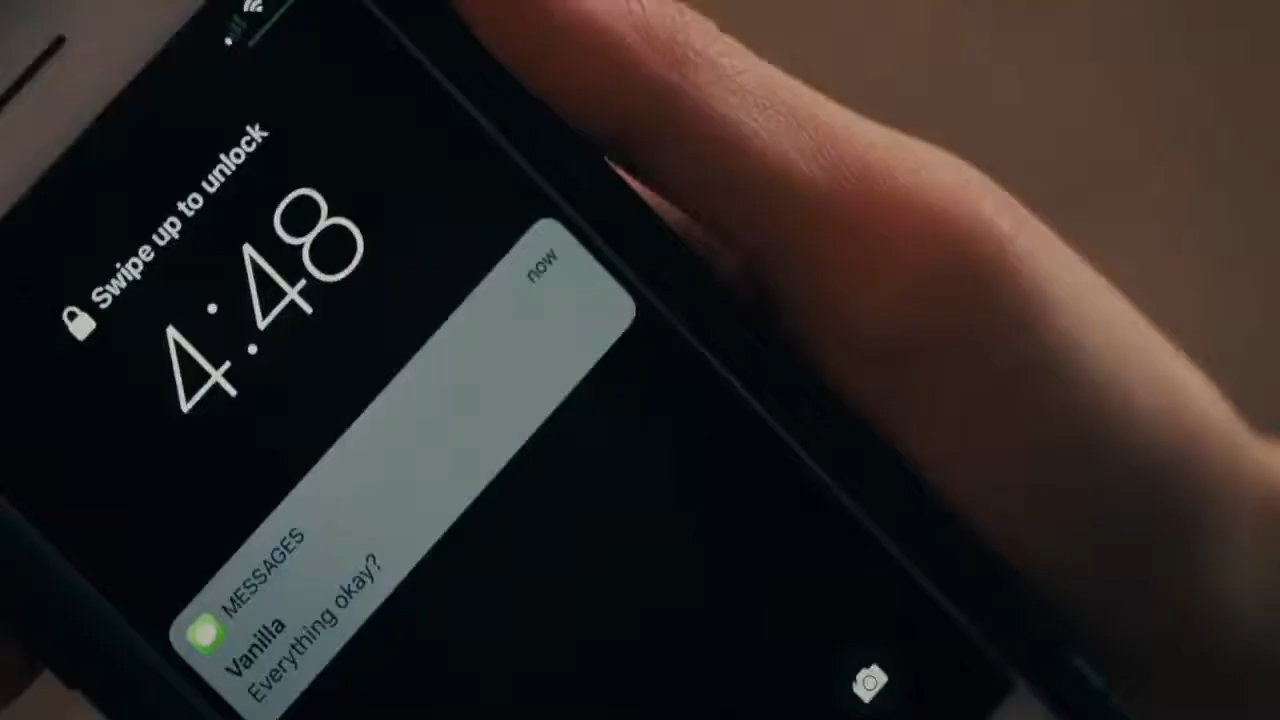 Swipe up to unlock
4:48
MESSAGES
now
Vanilla
Everything okay?